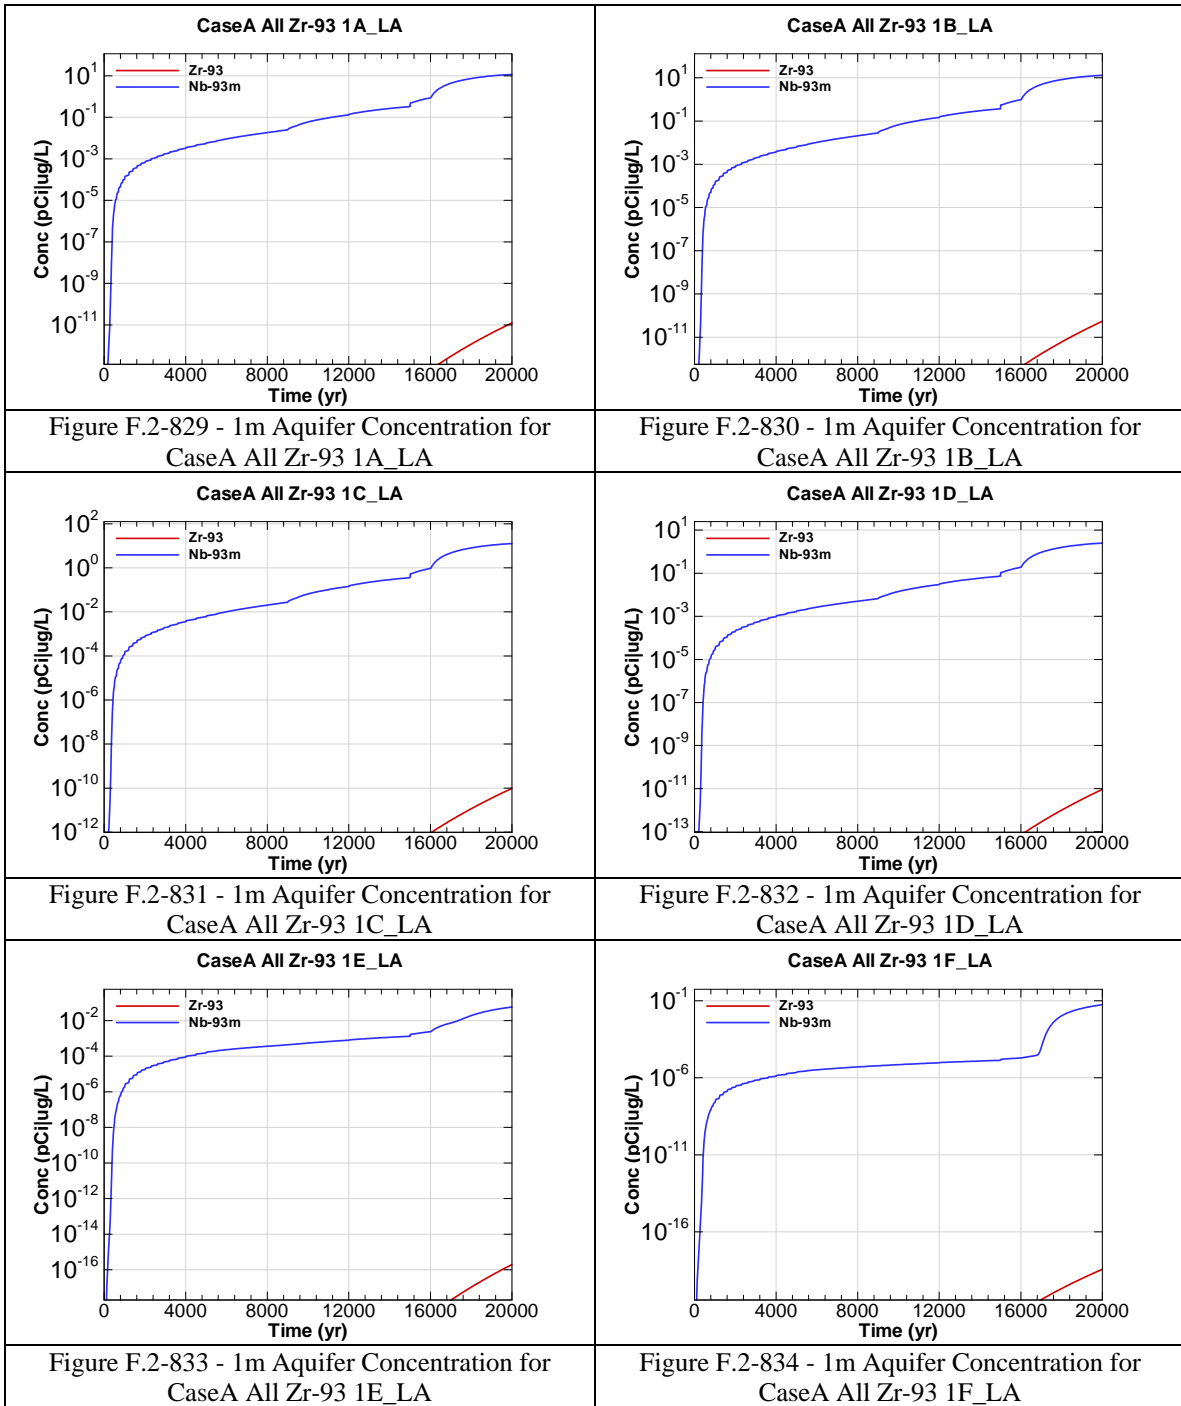 CaseA All Zr-93 1A_LA
Zr-93
Nb-93m
10^1
10^-1
10^-3
10^-5
10^-7
10^-9
10^-11
Conc (pCi|ug/L)
0 4000 8000 12000 16000 20000
Time (yr)
Figure F.2-829 - 1m Aquifer Concentration for
CaseA All Zr-93 1A_LA
CaseA All Zr-93 1B_LA
Zr-93
Nb-93m
10^1
10^-1
10^-3
10^-5
10^-7
10^-9
10^-11
Conc (pCi|ug/L)
0 4000 8000 12000 16000 20000
Time (yr)
Figure F.2-830 - 1m Aquifer Concentration for
CaseA All Zr-93 1B_LA
CaseA All Zr-93 1C_LA
Zr-93
Nb-93m
10^2
10^0
10^-2
10^-4
10^-6
10^-8
10^-10
10^-12
Conc (pCi|ug/L)
0 4000 8000 12000 16000 20000
Time (yr)
Figure F.2-831 - 1m Aquifer Concentration for
CaseA All Zr-93 1C_LA
CaseA All Zr-93 1D_LA
Zr-93
Nb-93m
10^1
10^-1
10^-3
10^-5
10^-7
10^-9
10^-11
10^-13
Conc (pCi|ug/L)
0 4000 8000 12000 16000 20000
Time (yr)
Figure F.2-832 - 1m Aquifer Concentration for
CaseA All Zr-93 1D_LA
CaseA All Zr-93 1E_LA
Zr-93
Nb-93m
10^-2
10^-4
10^-6
10^-8
10^-10
10^-12
10^-14
10^-16
Conc (pCi|ug/L)
0 4000 8000 12000 16000 20000
Time (yr)
Figure F.2-833 - 1m Aquifer Concentration for
CaseA All Zr-93 1E_LA
CaseA All Zr-93 1F_LA
Zr-93
Nb-93m
10^-1
10^-6
10^-11
10^-16
Conc (pCi|ug/L)
0 4000 8000 12000 16000 20000
Time (yr)
Figure F.2-834 - 1m Aquifer Concentration for
CaseA All Zr-93 1F_LA